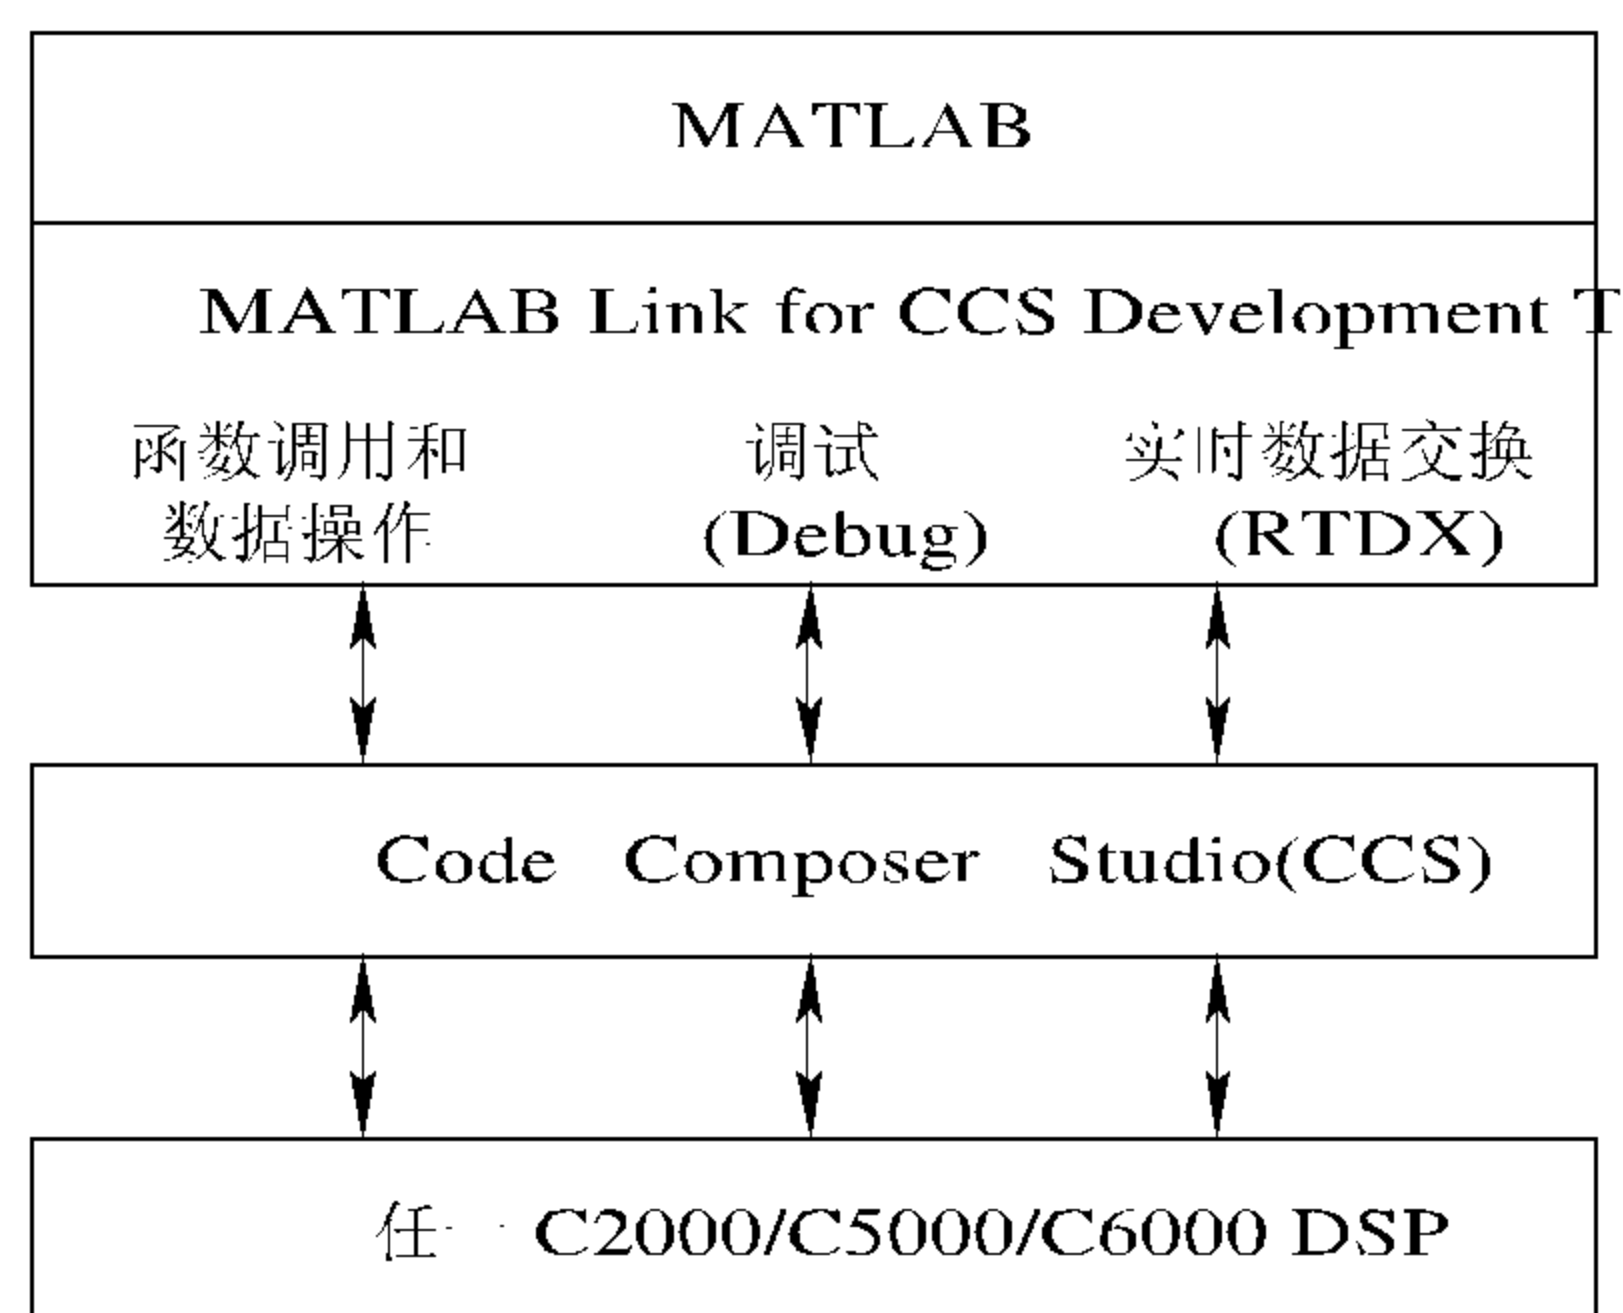 MATLAB
MATLAB Link for CCS Development T
函数调用和
数据操作
调试
(Debug)
实时数据交换
(RTDX)
Code Composer Studio(CCS)
任一 C2000/C5000/C6000 DSP